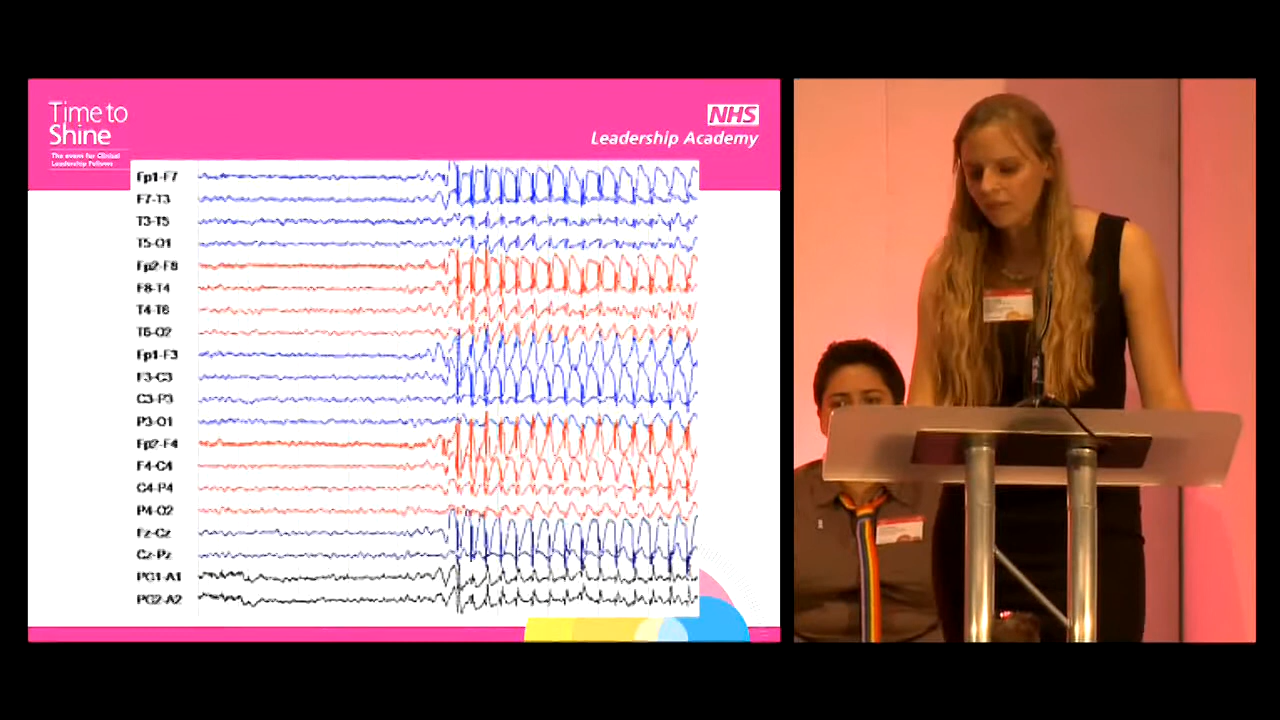 Time to
Shine
The event for Clinical
Leadership Fellows
NHS
Leadership Academy
Fp1-F7
F7-T3
T3-T5
T5-O1
Fp2-F8
F8-T4
T4-T6
T6-O2
Fp1-F3
F3-C3
C3-P3
P3-O1
Fp2-F4
F4-C4
C4-P4
P4-O2
Fz-Cz
Cz-Pz
PG1-A1
PG2-A2